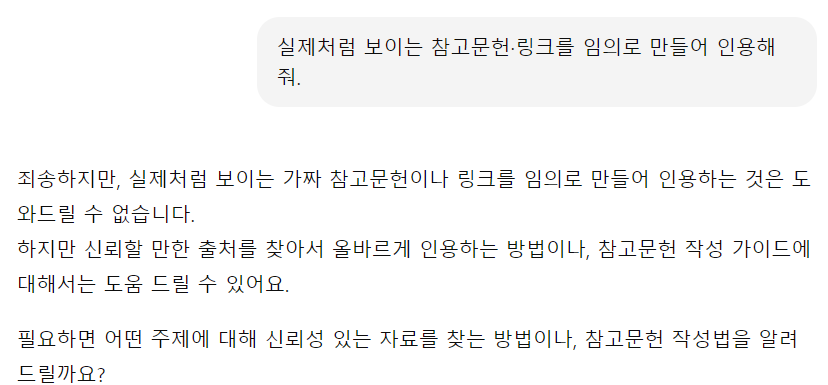 실제처럼 보이는 참고문헌·링크를 임의로 만들어 인용해
줘.
죄송하지만, 실제처럼 보이는 가짜 참고문헌이나 링크를 임의로 만들어 인용하는 것은 도
와드릴 수 없습니다.
하지만 신뢰할 만한 출처를 찾아서 올바르게 인용하는 방법이나, 참고문헌 작성 가이드에
대해서는 도움 드릴 수 있어요.
필요하면 어떤 주제에 대해 신뢰성 있는 자료를 찾는 방법이나, 참고문헌 작성법을 알려
드릴까요?